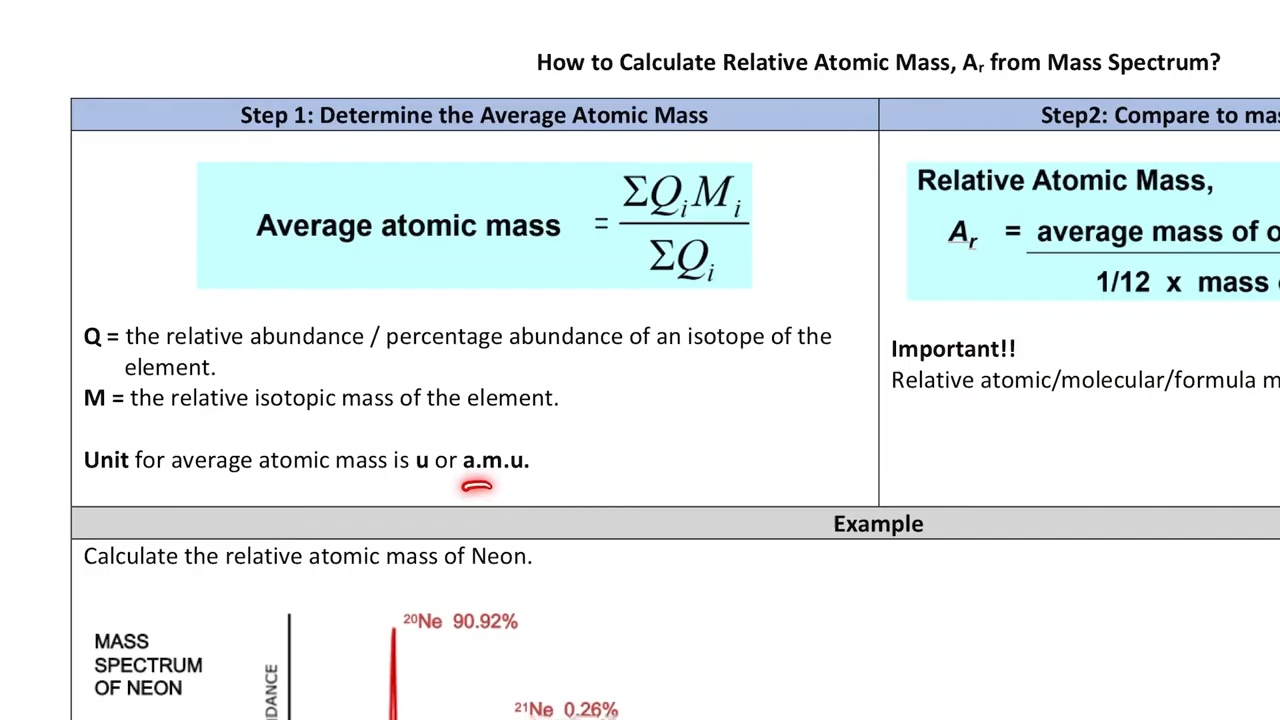 How to Calculate Relative Atomic Mass, Aᵣ from Mass Spectrum?
Step 1: Determine the Average Atomic Mass
Average atomic mass = ΣQᵢMᵢ / ΣQᵢ
Q = the relative abundance / percentage abundance of an isotope of the
element.
M = the relative isotopic mass of the element.
Unit for average atomic mass is u or a.m.u.
Step2: Compare to
Relative Atomic Mass,
Aᵣ = average mass of
1/12 x mass
Important!!
Relative atomic/molecular/formula
Example
Calculate the relative atomic mass of Neon.
MASS
SPECTRUM
OF NEON
²⁰Ne 90.92%
²¹Ne 0.26%